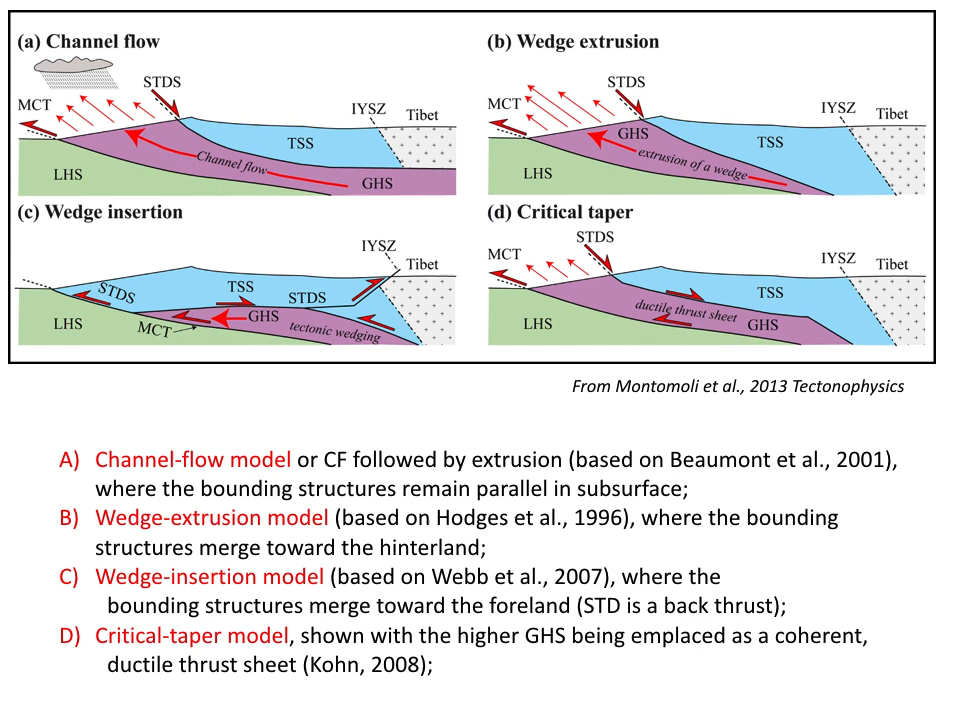 (a) Channel flow
STDS
MCT
IYSZ
Tibet
TSS
Channel flow
LHS
GHS
(b) Wedge extrusion
STDS
MCT
IYSZ
Tibet
GHS
TSS
extrusion of a wedge
LHS
(c) Wedge insertion
IYSZ
Tibet
STDS
TSS
STDS
GHS
LHS
MCT
tectonic wedging
(d) Critical taper
STDS
MCT
IYSZ
Tibet
TSS
ductile thrust sheet
LHS
GHS
From Montomoli et al., 2013 Tectonophysics
A) Channel-flow model or CF followed by extrusion (based on Beaumont et al., 2001),
where the bounding structures remain parallel in subsurface;
B) Wedge-extrusion model (based on Hodges et al., 1996), where the bounding
structures merge toward the hinterland;
C) Wedge-insertion model (based on Webb et al., 2007), where the
bounding structures merge toward the foreland (STD is a back thrust);
D) Critical-taper model, shown with the higher GHS being emplaced as a coherent,
ductile thrust sheet (Kohn, 2008);